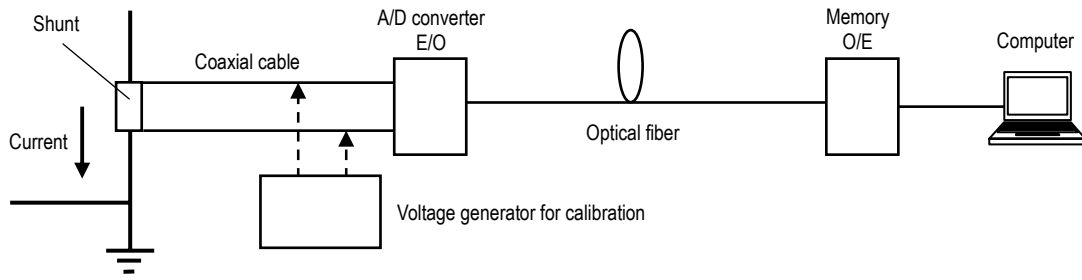 Shunt
Current
Coaxial cable
A/D converter
E/O
Voltage generator for calibration
Optical fiber
Memory
O/E
Computer